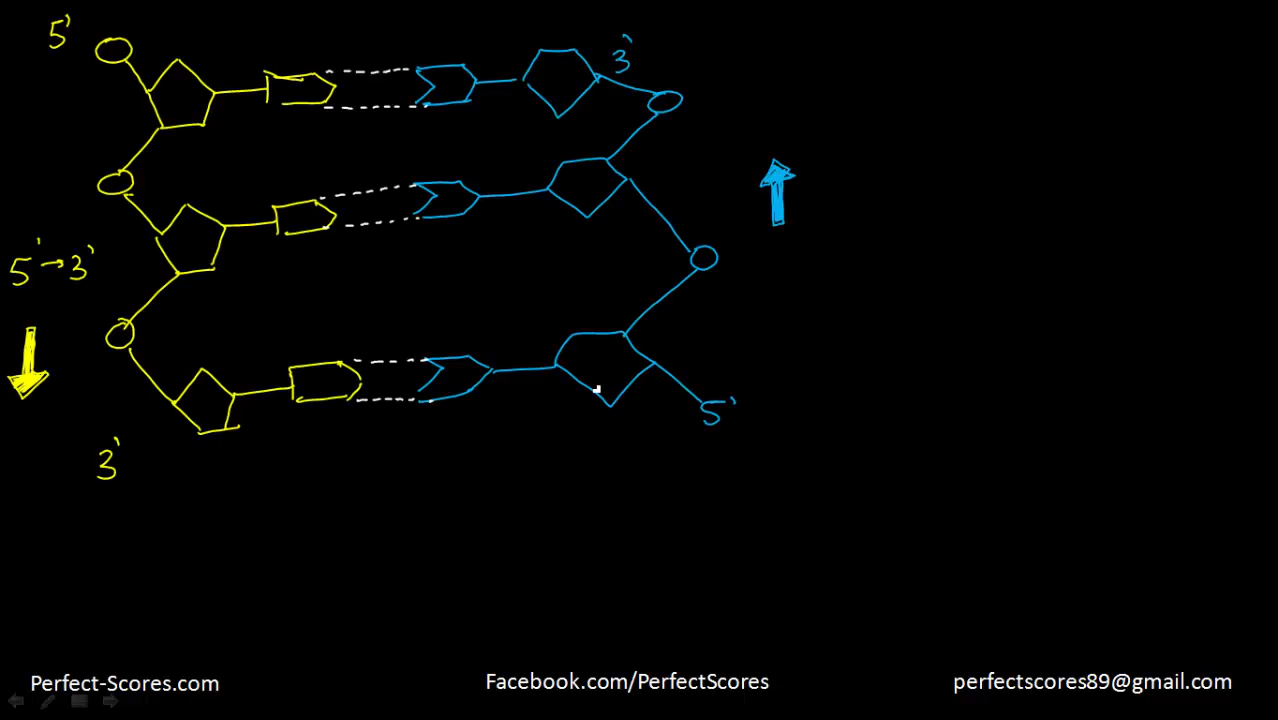 5'
3'
5' → 3'
5'
3'
Perfect-Scores.com
Facebook.com/PerfectScores
perfectscores89@gmail.com